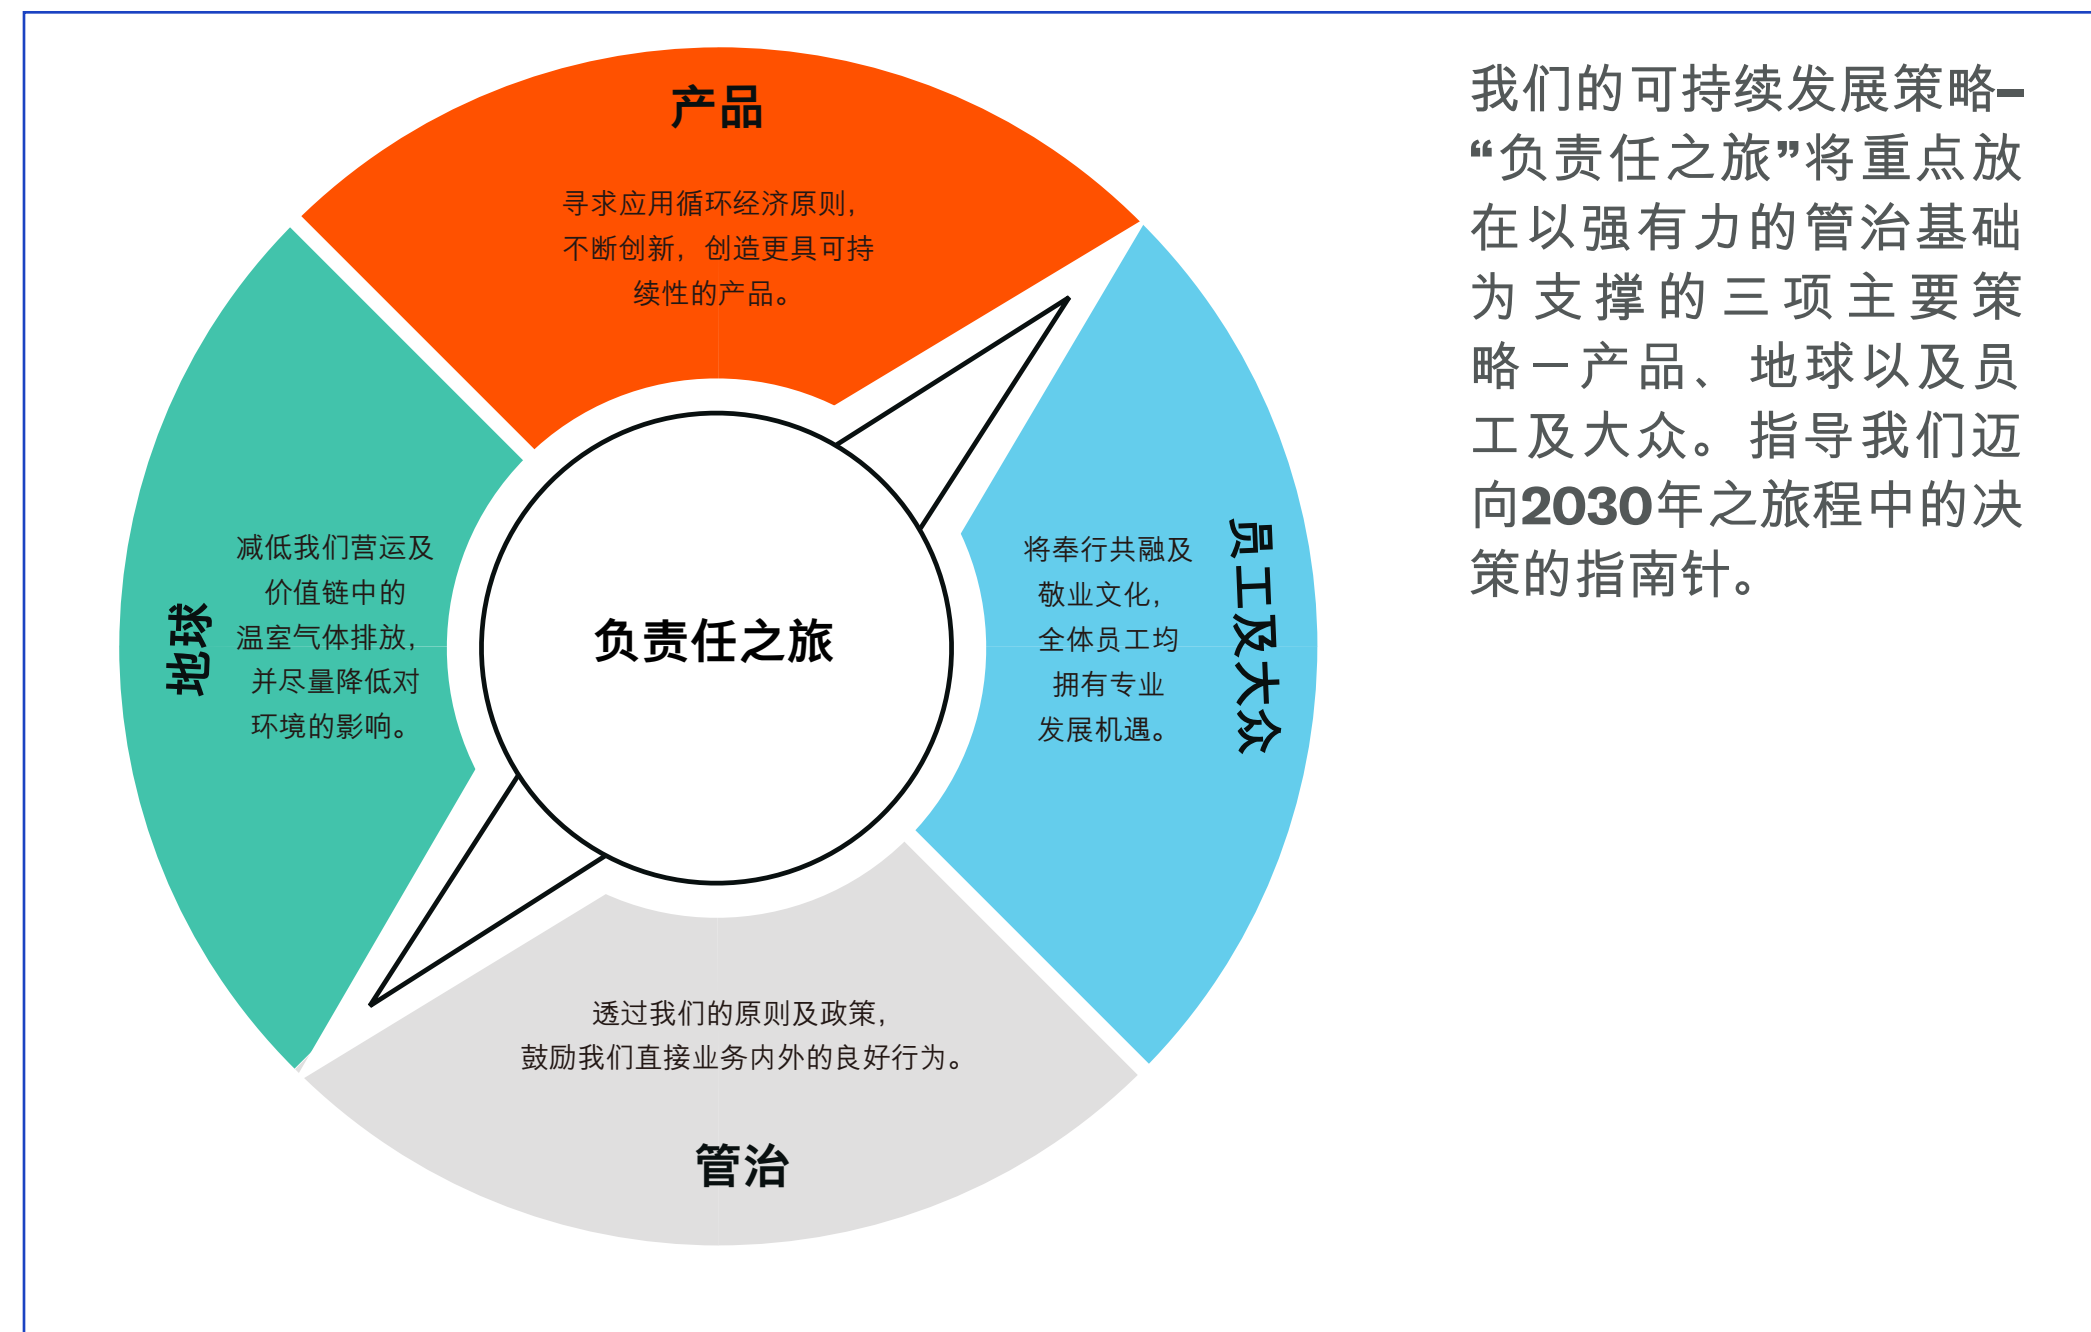 产品
寻求应用循环经济原则,
不断创新，创造更具可持
续性的产品。
地球
减低我们营运及
价值链中的
温室气体排放,
并尽量降低对
环境的影响。
负责任之旅
将奉行共融及
敬业文化,
全体员工均
拥有专业
发展机遇。
员工及大众
透过我们的原则及政策,
鼓励我们直接业务内外的良好行为。
管治
我们的可持续发展策略–
“负责任之旅”将重点放
在以强有力的管治基础
为支撑的三项主要策
略－产品、地球以及员
工及大众。指导我们迈
向2030年之旅程中的决
策的指南针。